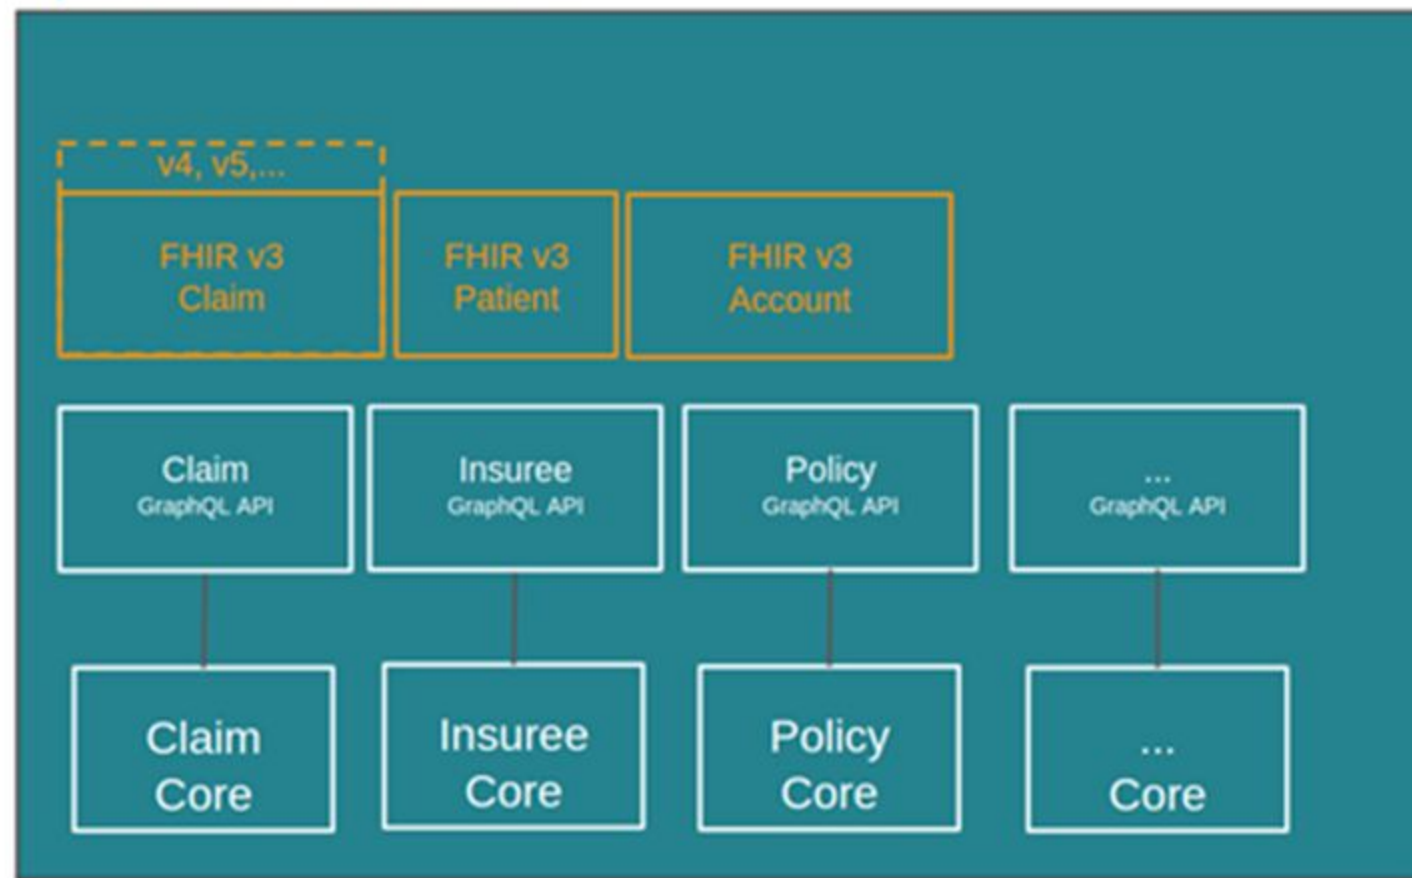 v4, v5,...
FHIR v3
Claim
FHIR v3
Patient
FHIR v3
Account
Claim
GraphQL API
Insuree
GraphQL API
Policy
GraphQL API
...
GraphQL API
Claim
Core
Insuree
Core
Policy
Core
...
Core